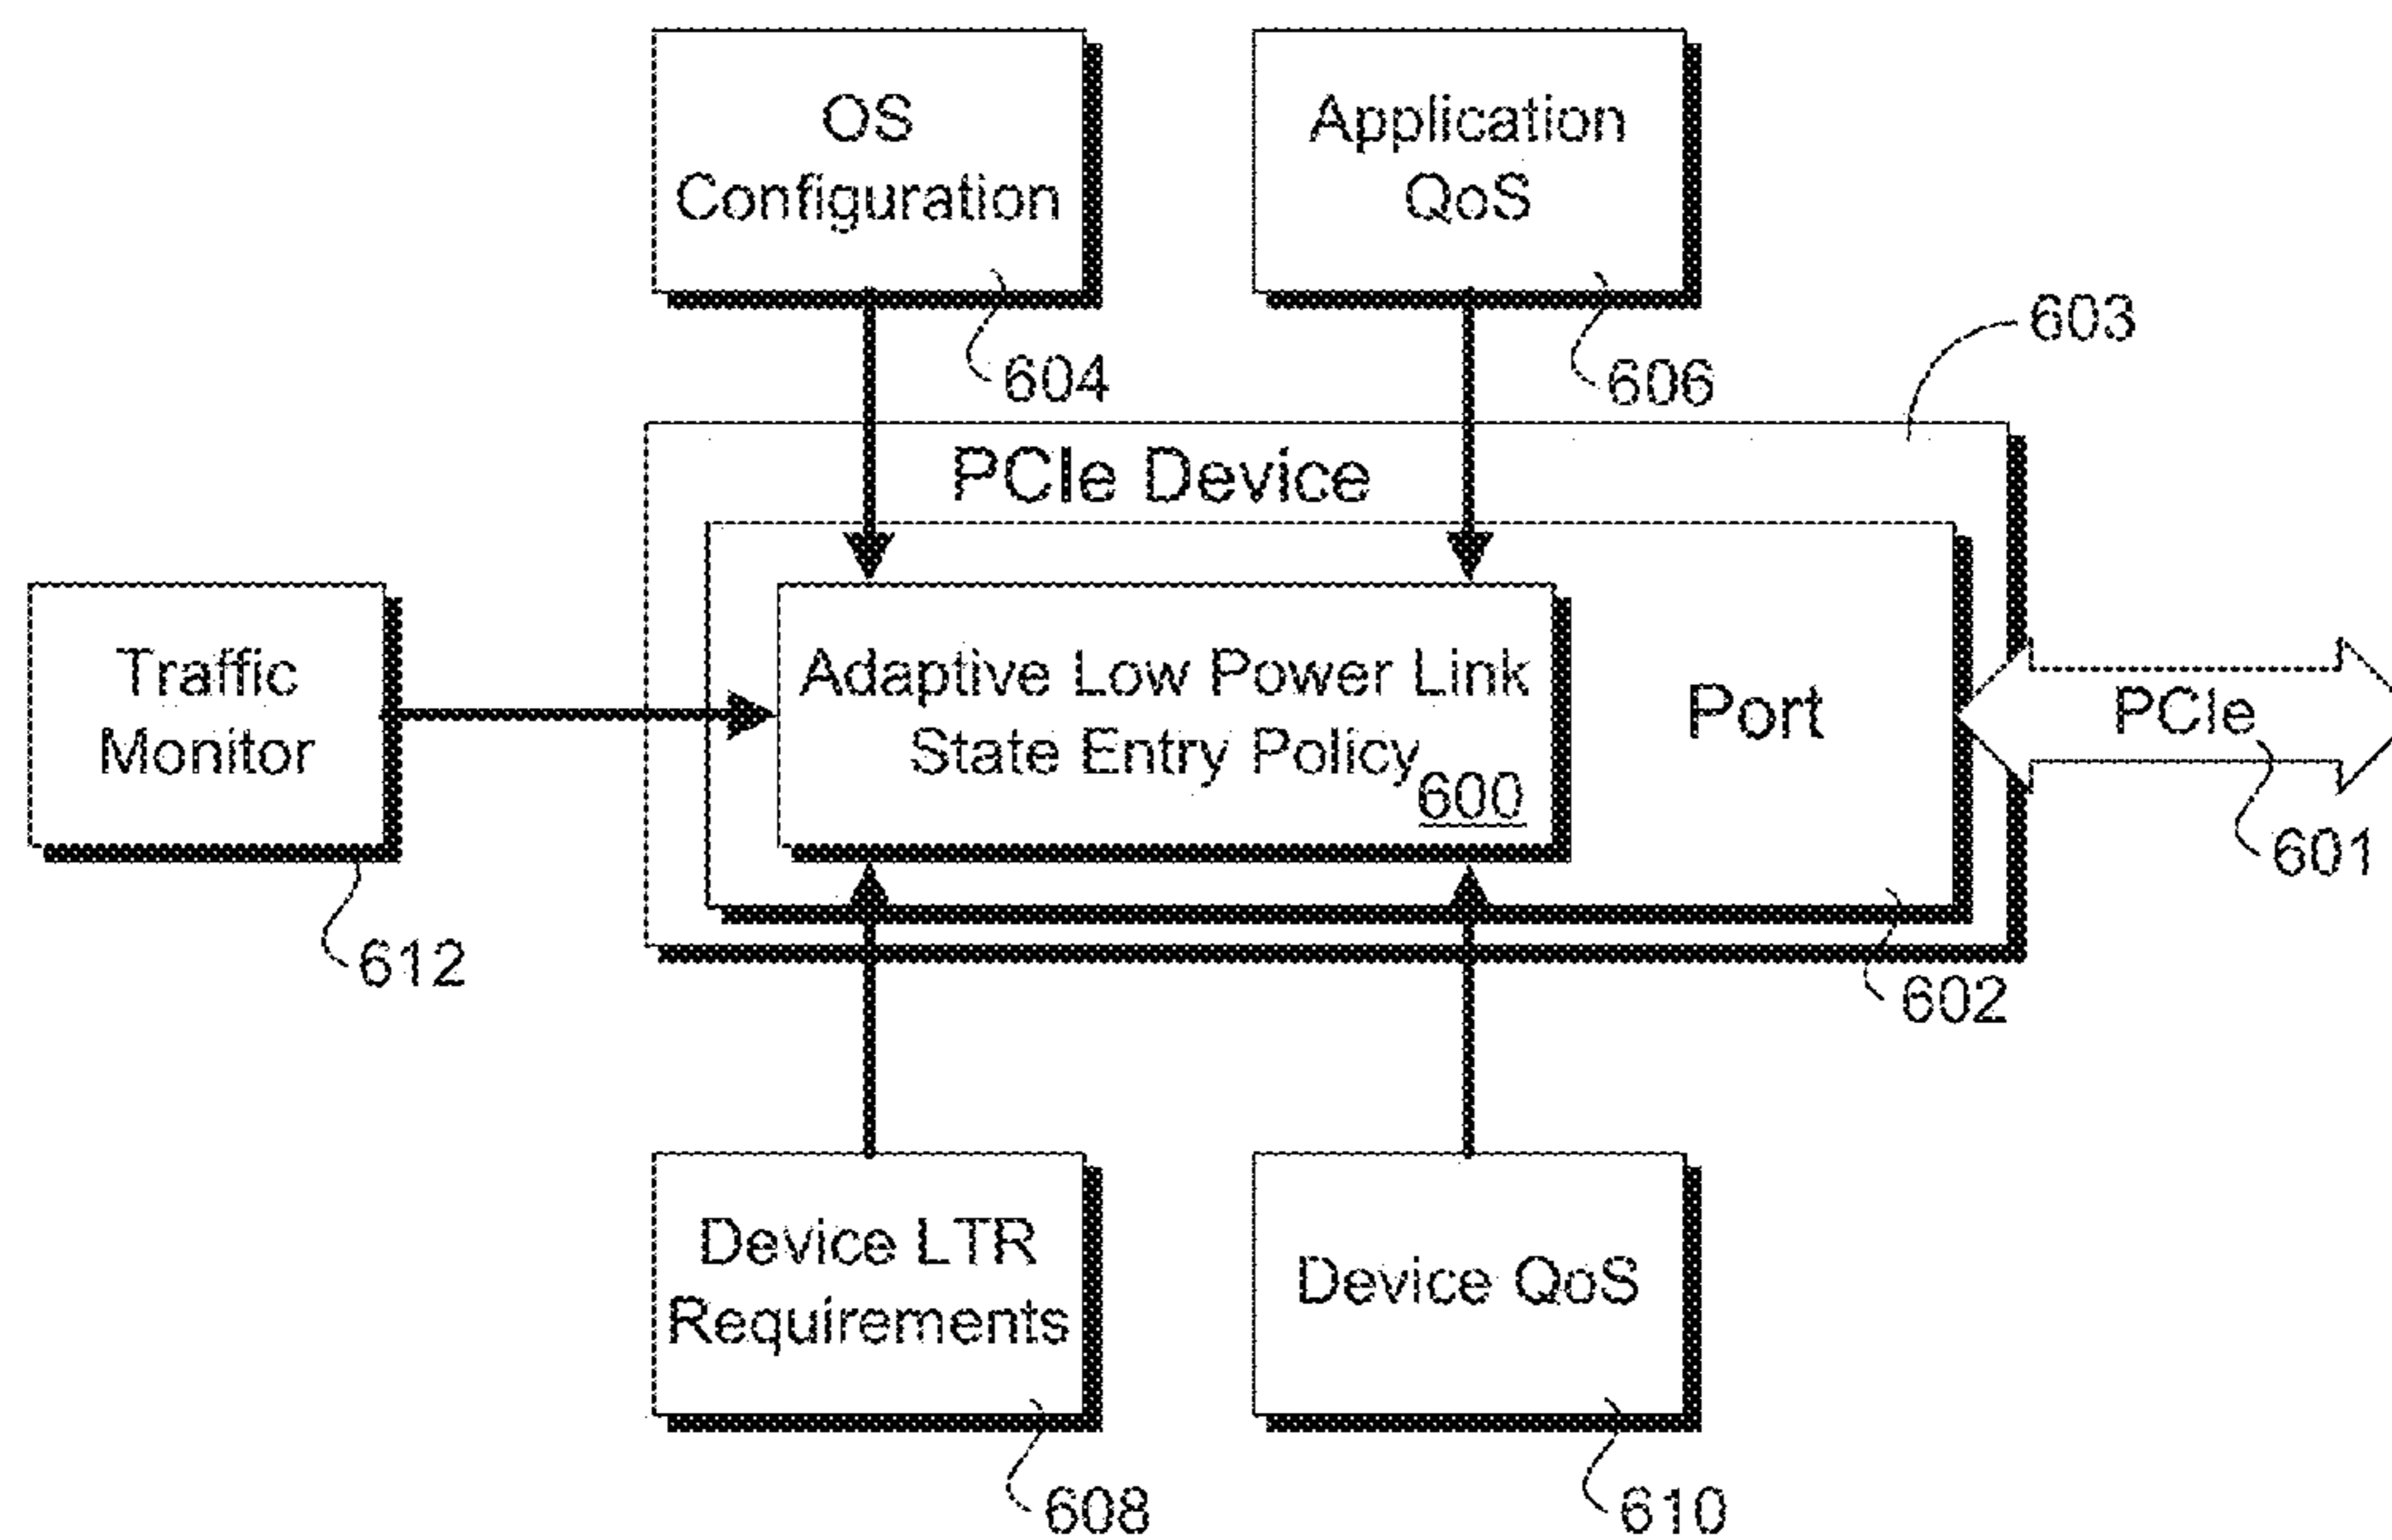 OS
Configuration
604
Application
QoS
606
603
PCIe Device
Traffic
Monitor
612
Adaptive Low Power Link
State Entry Policy
600
Port
602
PCIe
601
Device LTR
Requirements
608
Device QoS
610